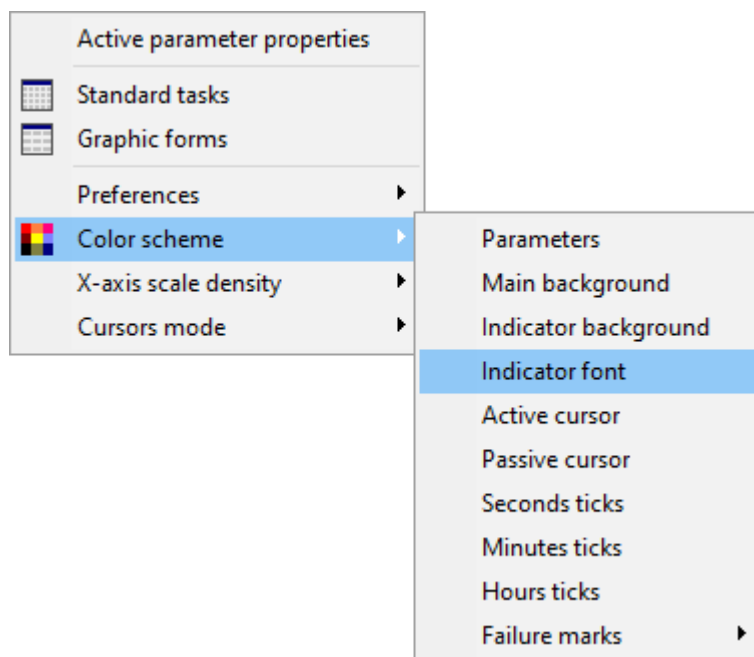 Active parameter properties
Standard tasks
Graphic forms
Preferences
Color scheme
X-axis scale density
Cursors mode
Parameters
Main background
Indicator background
Indicator font
Active cursor
Passive cursor
Seconds ticks
Minutes ticks
Hours ticks
Failure marks